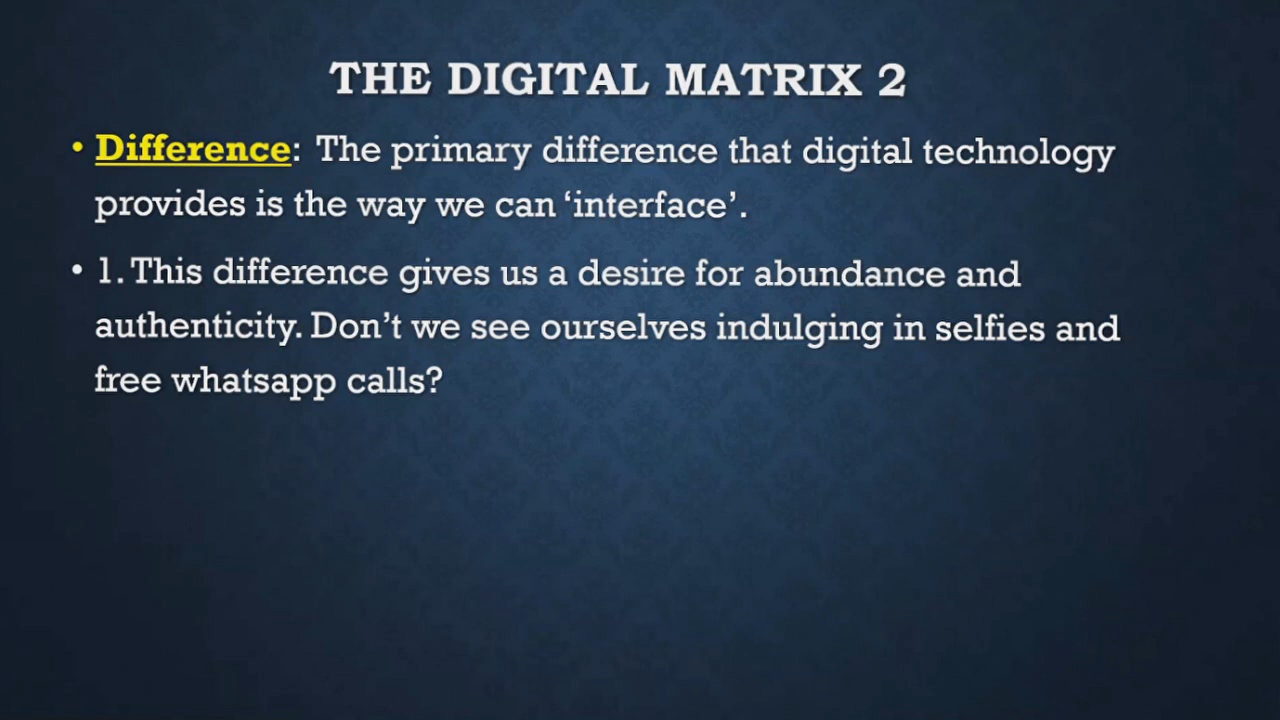 THE DIGITAL MATRIX 2
• Difference: The primary difference that digital technology
provides is the way we can ‘interface’.
• 1. This difference gives us a desire for abundance and
authenticity. Don’t we see ourselves indulging in selfies and
free whatsapp calls?